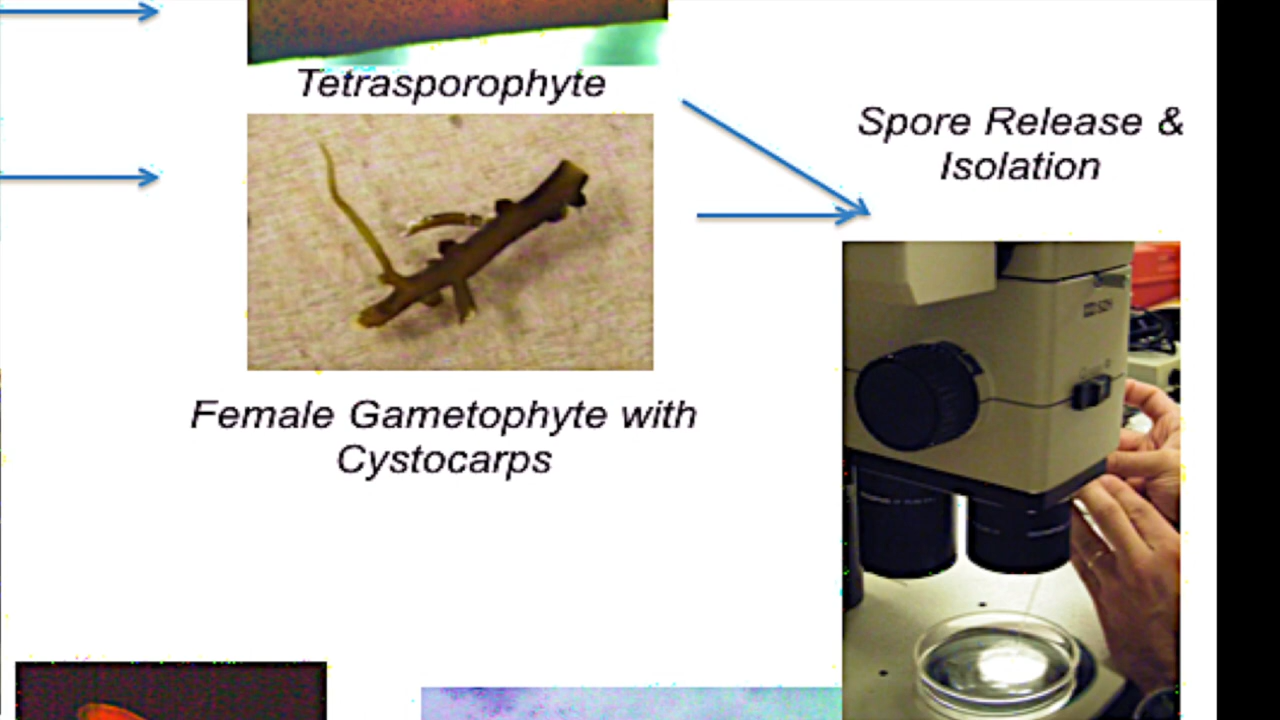 Tetrasporophyte
Spore Release &
Isolation
Female Gametophyte with
Cystocarps